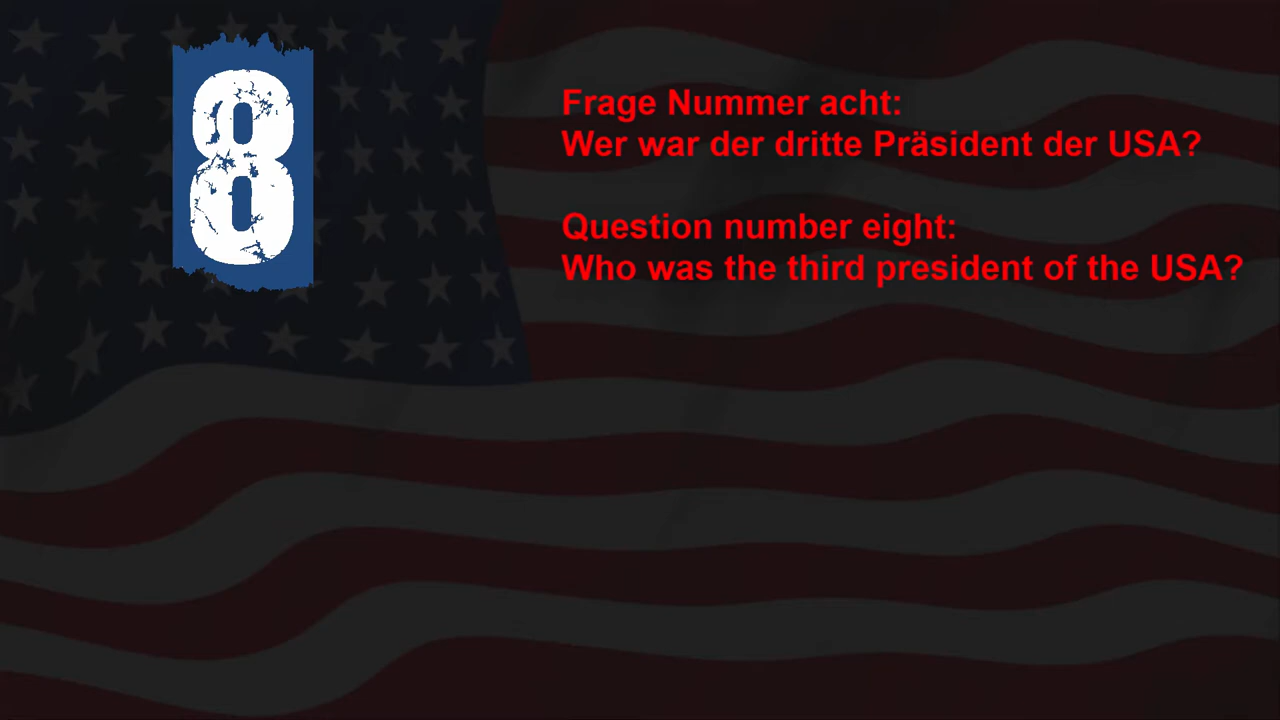 8
Frage Nummer acht:
Wer war der dritte Präsident der USA?
Question number eight:
Who was the third president of the USA?